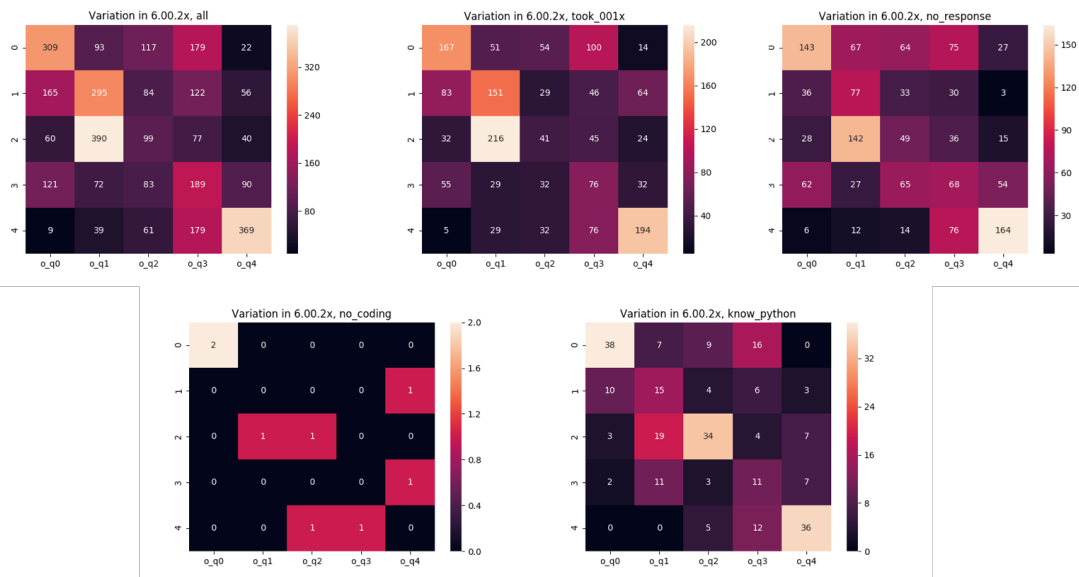 Variation in 6.00.2x, all
0 309 93 117 179 22
1 165 295 84 122 56
2 60 390 99 77 40
3 121 72 83 189 90
4 9 39 61 179 369
o_q0 o_q1 o_q2 o_q3 o_q4
320
240
160
80
Variation in 6.00.2x, took_001x
0 167 51 54 100 14
1 83 151 29 46 64
2 32 216 41 45 24
3 55 29 32 76 32
4 5 29 32 76 194
o_q0 o_q1 o_q2 o_q3 o_q4
200
160
120
80
40
Variation in 6.00.2x, no_response
0 143 67 64 75 27
1 36 77 33 30 3
2 28 142 49 36 15
3 62 27 65 68 54
4 6 12 14 76 164
o_q0 o_q1 o_q2 o_q3 o_q4
150
120
90
60
30
Variation in 6.00.2x, no_coding
0 2 0 0 0 0
1 0 0 0 0 1
2 0 1 1 0 0
3 0 0 0 0 1
4 0 0 1 1 0
o_q0 o_q1 o_q2 o_q3 o_q4
2.0
1.6
1.2
0.8
0.4
0.0
Variation in 6.00.2x, know_python
0 38 7 9 16 0
1 10 15 4 6 3
2 3 19 34 4 7
3 2 11 3 11 7
4 0 0 5 12 36
o_q0 o_q1 o_q2 o_q3 o_q4
32
24
16
8
0